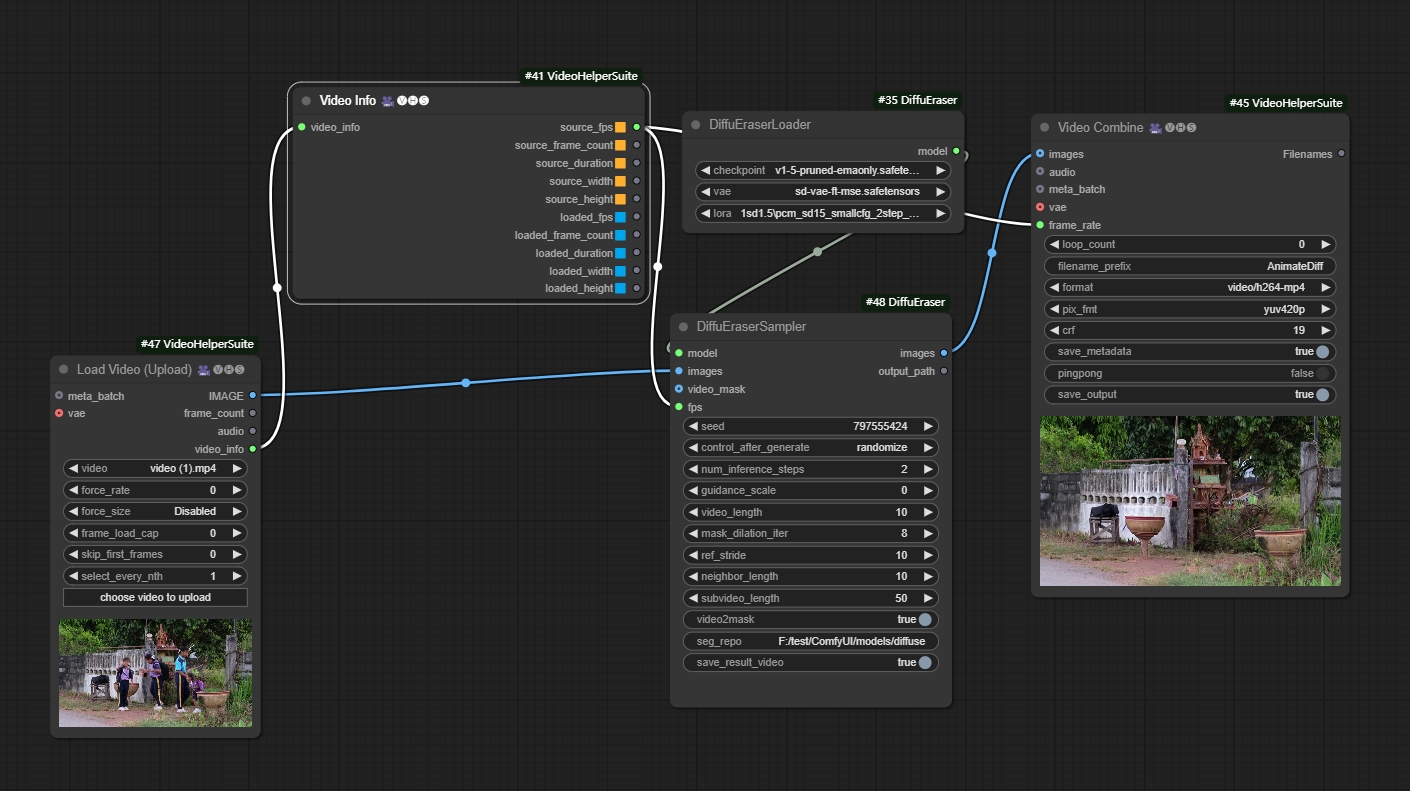 #41 VideoHelperSuite
Video Info VHS
video_info
source_fps
source_frame_count
source_duration
source_width
source_height
loaded_fps
loaded_frame_count
loaded_duration
loaded_width
loaded_height
#35 DiffuEraser
DiffuEraserLoader
model
checkpoint v1-5-pruned-emaonly.safete...
vae sd-vae-ft-mse.safetensors
lora 1sd1.5\pcm_sd15_smallcfg_2step_...
#45 VideoHelperSuite
Video Combine VHS
images Filenames
audio
meta_batch
vae
frame_rate
loop_count 0
filename_prefix AnimateDiff
format video/h264-mp4
pix_fmt yuv420p
crf 19
save_metadata true
pingpong false
save_output true
#47 VideoHelperSuite
Load Video (Upload) VHS
meta_batch IMAGE
vae frame_count
audio
video_info
video video (1).mp4
force_rate 0
force_size Disabled
frame_load_cap 0
skip_first_frames 0
select_every_nth 1
choose video to upload
#48 DiffuEraser
DiffuEraserSampler
model images
images output_path
video_mask
fps
seed 797555424
control_after_generate randomize
num_inference_steps 2
guidance_scale 0
video_length 10
mask_dilation_iter 8
ref_stride 10
neighbor_length 10
subvideo_length 50
video2mask true
seg_repo F:/test/ComfyUI/models/diffuse
save_result_video true